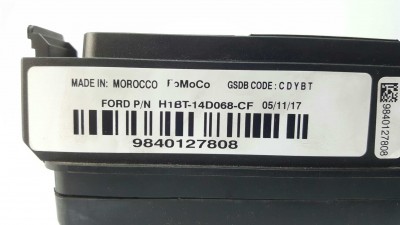 MADE IN: MOROCCO FoMoCo GSDB CODE: CDYBT
FORD P/N H1BT-14D068-CF 05/11/17
9840127808
9840127808